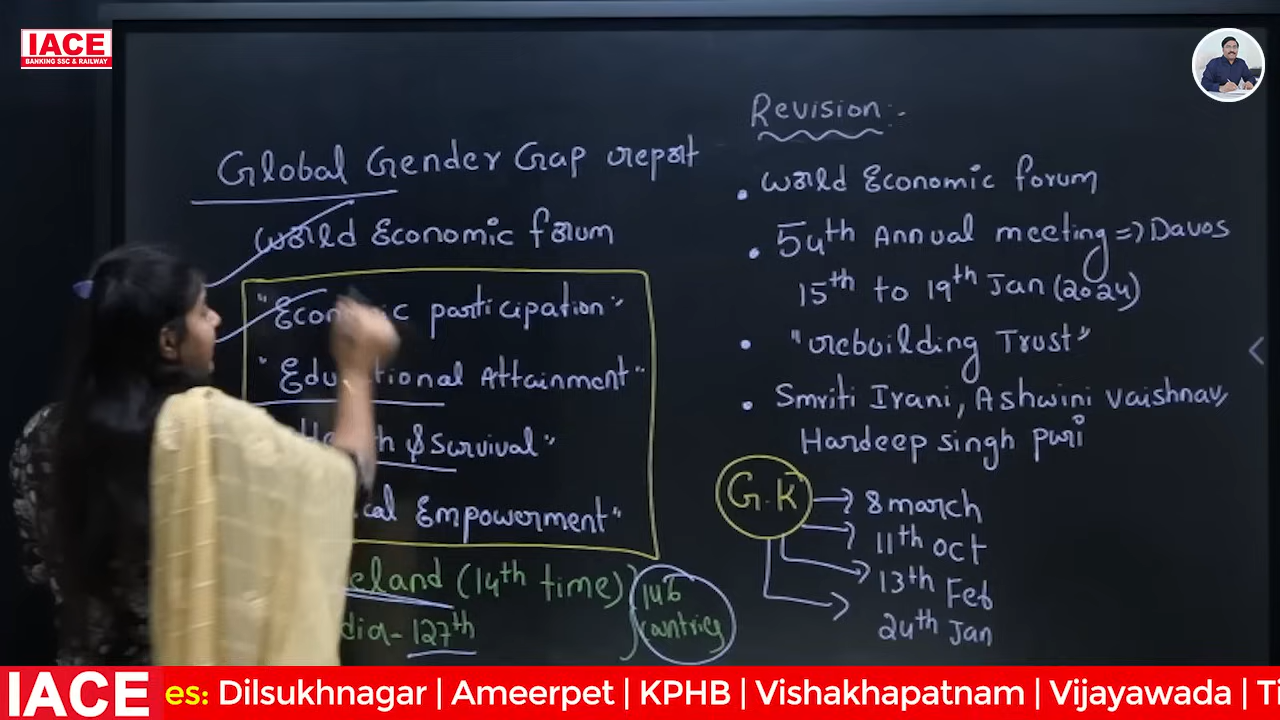 IACE
BANKING SSC & RAILWAY
Global Gender Gap report
world Economic forum
"Economic participation"
"Educational Attainment"
& Survival"
Empowerment"
(14th time)
127th
146
Revision:-
• world Economic forum
• 54th Annual meeting => Davos
15th to 19th Jan (2024)
• "rebuilding Trust"
• Smriti Irani, Ashwini Vaishnav,
Hardeep singh puri
G.K
8 march
11th oct
13th Feb
24th Jan
IACE es: Dilsukhnagar | Ameerpet | KPHB | Vishakhapatnam | Vijayawada |